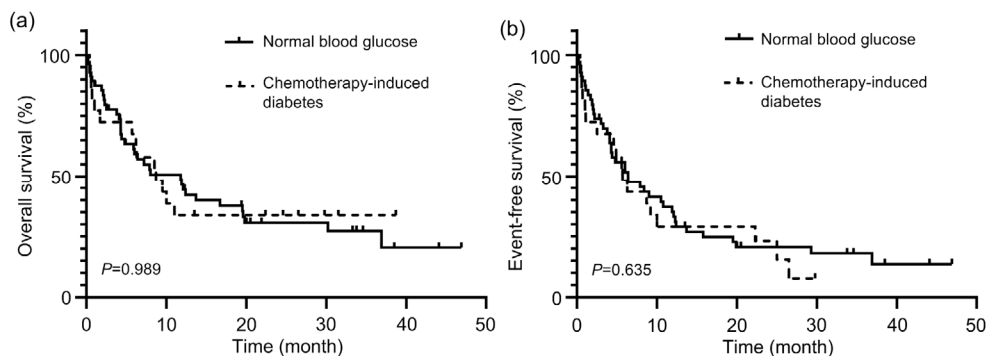 (a)
Normal blood glucose
Chemotherapy-induced
diabetes
100
50
0
Overall survival (%)
P=0.989
0 10 20 30 40 50
Time (month)
(b)
Normal blood glucose
Chemotherapy-induced
diabetes
100
50
0
Event-free survival (%)
P=0.635
0 10 20 30 40 50
Time (month)